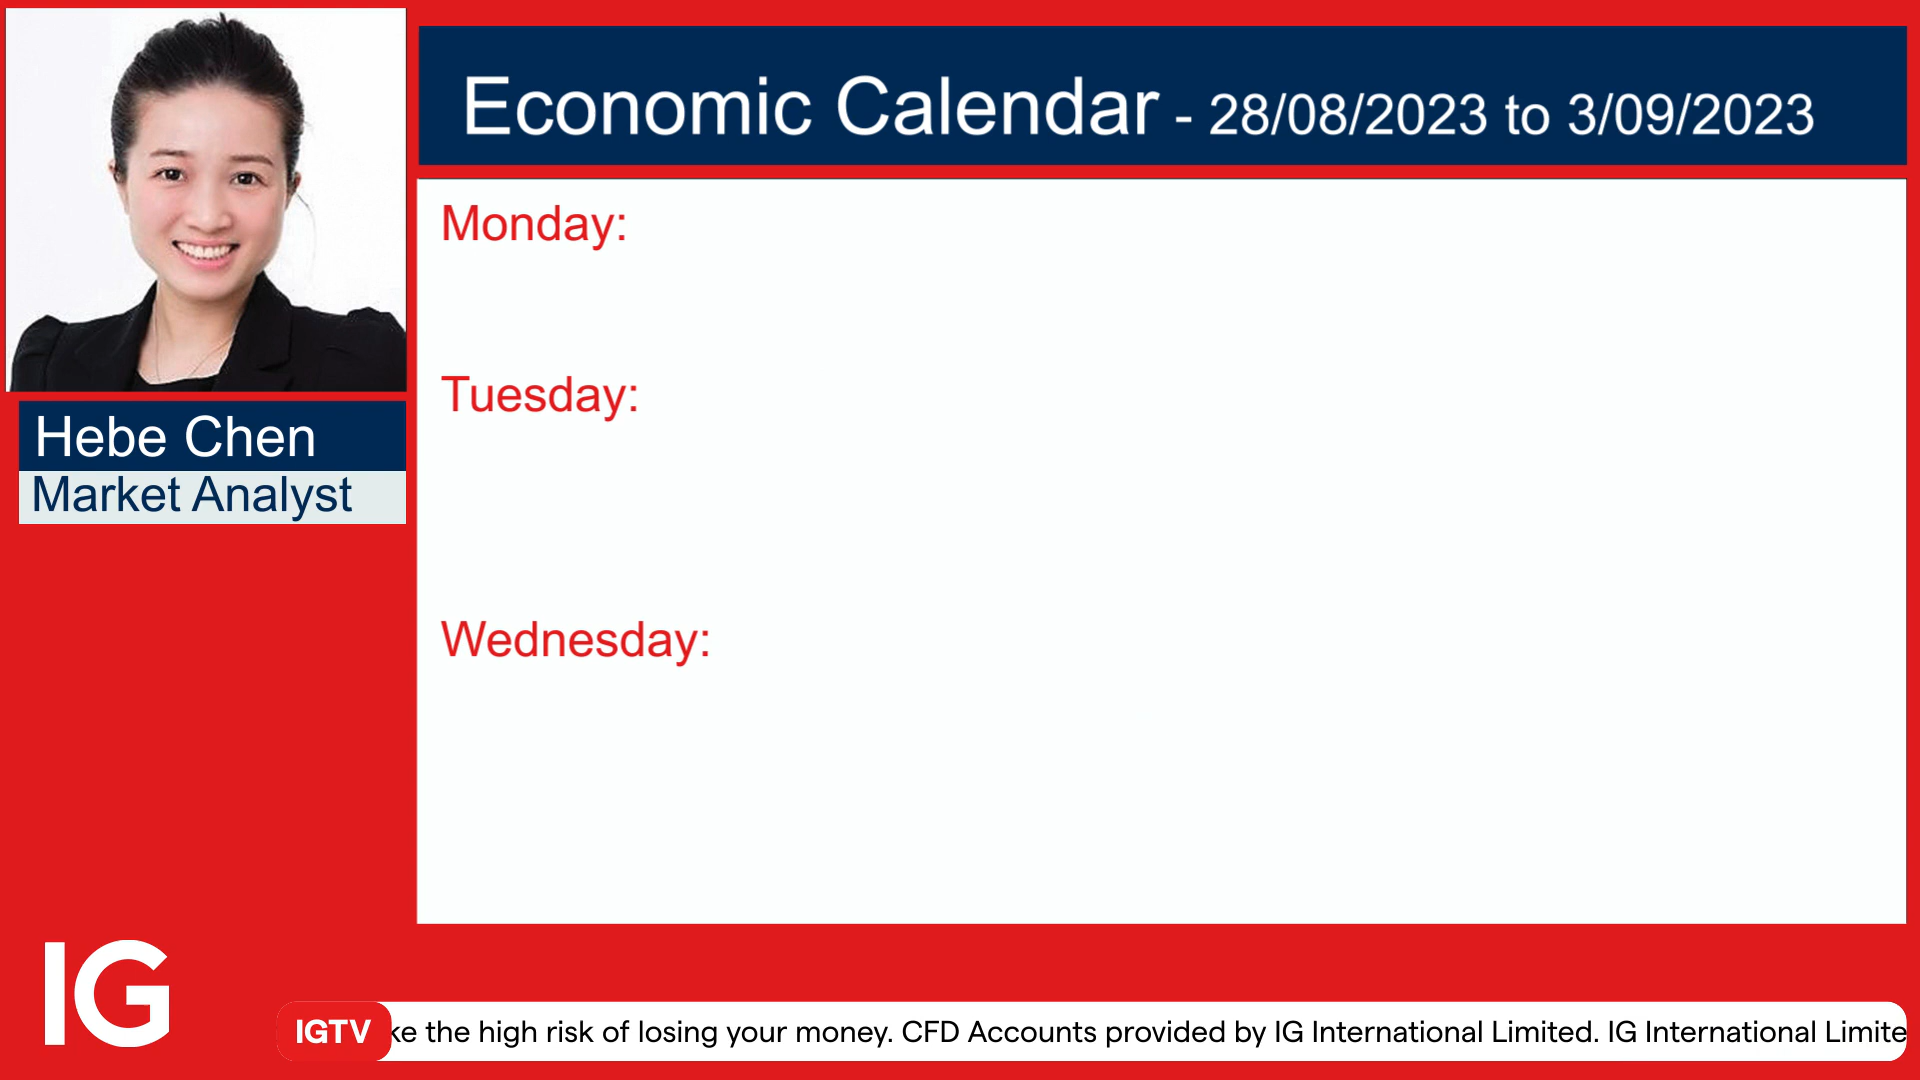 Economic Calendar - 28/08/2023 to 3/09/2023
Monday:
Tuesday:
Wednesday:
Hebe Chen
Market Analyst
IG
IGTV
ke the high risk of losing your money. CFD Accounts provided by IG International Limited. IG International Limite